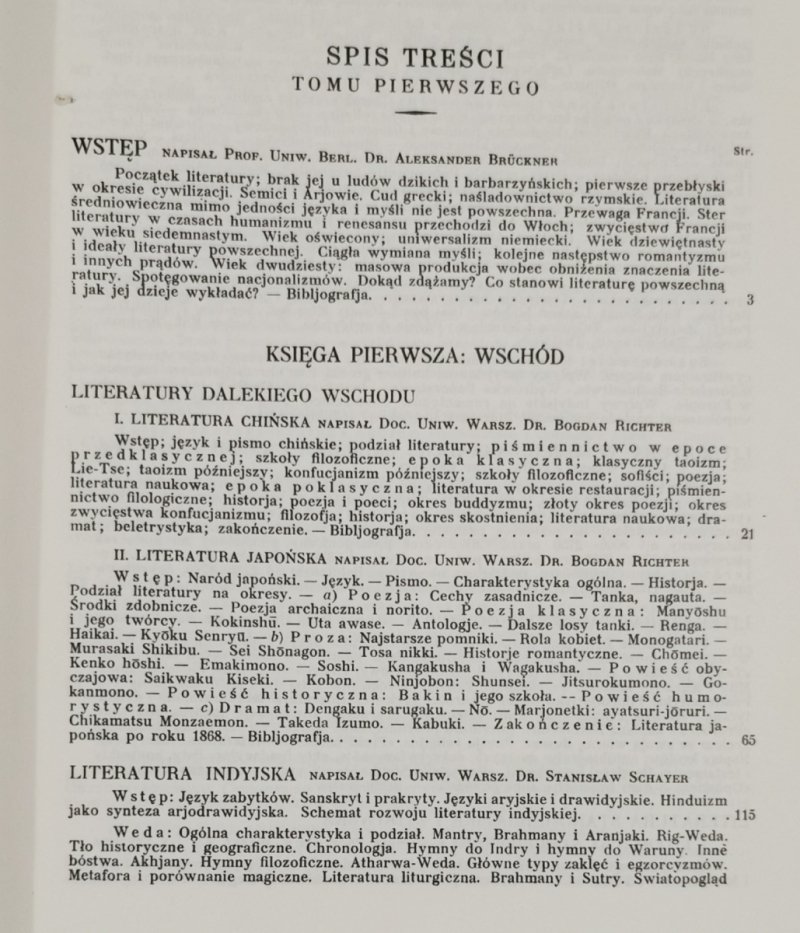 SPIS TREŚCI
TOMU PIERWSZEGO
Str.
WSTĘP NAPISAŁ PROF. UNIW. BERL. DR. ALEKSANDER BRÜCKNER
Początek literatury; brak jej u ludów dzikich i barbarzyńskich; pierwsze przebłyski
w okresie cywilizacji. Semici i Arjowie. Cud grecki; naśladownictwo rzymskie. Literatura
średniowieczna mimo jedności języka i myśli nie jest powszechna. Przewaga Francji. Ster
literatury w czasach humanizmu i renesansu przechodzi do Włoch; zwycięstwo Francji
w wieku siedemnastym. Wiek oświecony; uniwersalizm niemiecki. Wiek dziewiętnasty
i ideały literatury powszechnej. Ciągła wymiana myśli; kolejne następstwo romantyzmu
i innych prądów. Wiek dwudziesty: masowa produkcja wobec obniżenia znaczenia lite-
ratury. Spotęgowanie nacjonalizmów. Dokąd zdążamy? Co stanowi literaturę powszechną
i jak jej dzieje wykładać? — Bibljografja. . . . . . . . . . . . . . . . . . . . . . . . . . 3
KSIĘGA PIERWSZA: WSCHÓD
LITERATURY DALEKIEGO WSCHODU
I. LITERATURA CHIŃSKA NAPISAŁ DOC. UNIW. WARSZ. DR. BOGDAN RICHTER
Wstęp; język i pismo chińskie; podział literatury; piśmiennictwo w epoce
przedklasycznej; szkoły filozoficzne; epoka klasyczna; klasyczny taoizm;
Lie-Tse; taoizm późniejszy; konfucjanizm późniejszy; szkoły filozoficzne; sofiści; poezja;
literatura naukowa; epoka poklasyczna; literatura w okresie restauracji; piśmien-
nictwo filologiczne; historja; poezja i poeci; okres buddyzmu; złoty okres poezji; okres
zwycięstwa konfucjanizmu; filozofja; historja; okres skostnienia; literatura naukowa; dra-
mat; beletrystyka; zakończenie. — Bibljografja. . . . . . . . . . . . . . . . . . . . . . . 21
II. LITERATURA JAPOŃSKA NAPISAŁ DOC. UNIW. WARSZ. DR. BOGDAN RICHTER
Wstęp: Naród japoński. — Język. — Pismo. — Charakterystyka ogólna. — Historja. —
Podział literatury na okresy. — a) Poezja: Cechy zasadnicze. — Tanka, nagauta. —
Środki zdobnicze. — Poezja archaiczna i norito. — Poezja klasyczna: Manyōshu
i jego twórcy. — Kokinshū. — Uta awase. — Antologje. — Dalsze losy tanki. — Renga. —
Haikai. — Kyōku Senryū. — b) Proza: Najstarsze pomniki. — Rola kobiet. — Monogatari. —
Murasaki Shikibu. — Sei Shōnagon. — Tosa nikki. — Historje romantyczne. — Chōmei. —
Kenko hōshi. — Emakimono. — Soshi. — Kangakusha i Wagakusha. — Powieść oby-
czajowa: Saikwaku Kiseki. — Kobon. — Ninjobon: Shunsei. — Jitsurokumono. — Go-
kanmono. — Powieść historyczna: Bakin i jego szkoła. -- Powieść humo-
rystyczna. — c) Dramat: Dengaku i sarugaku. — Nō. — Marjonetki: ayatsuri-jōruri. —
Chikamatsu Monzaemon. — Takeda Izumo. — Kabuki. — Zakończenie: Literatura ja-
pońska po roku 1868. — Bibljografja. . . . . . . . . . . . . . . . . . . . . . . . . . . . 65
LITERATURA INDYJSKA NAPISAŁ DOC. UNIW. WARSZ. DR. STANISŁAW SCHAYER
Wstęp: Język zabytków. Sanskryt i prakryty. Języki aryjskie i drawidyjskie. Hinduizm
jako synteza arjodrawidyjska. Schemat rozwoju literatury indyjskiej. . . . . . . . . . . 115
Weda: Ogólna charakterystyka i podział. Mantry, Brahmany i Aranjaki. Rig-Weda.
Tło historyczne i geograficzne. Chronologja. Hymny do Indry i hymny do Waruny. Inne
bóstwa. Akhjany. Hymny filozoficzne. Atharwa-Weda. Główne typy zaklęć i egzorcyzmów.
Metafora i porównanie magiczne. Literatura liturgiczna. Brahmany i Sutry. Światopogląd